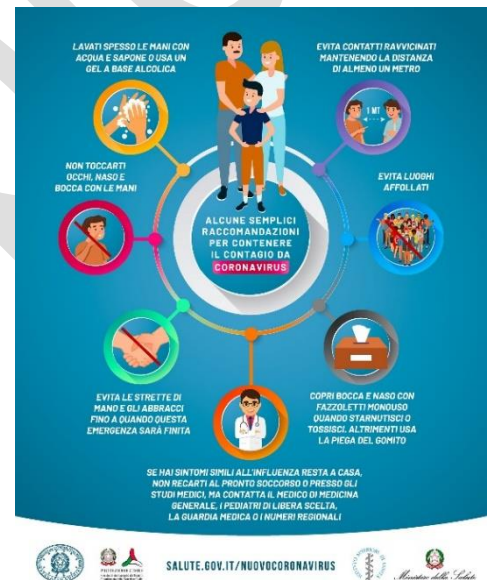 LAVATI SPESSO LE MANI CON
ACQUA E SAPONE O USA UN
GEL A BASE ALCOLICA
EVITA CONTATTI RAVVICINATI
MANTENENDO LA DISTANZA
DI ALMENO UN METRO
1 MT
NON TOCCARTI
OCCHI, NASO E
BOCCA CON LE MANI
EVITA LUOGHI
AFFOLLATI
ALCUNE SEMPLICI
RACCOMANDAZIONI
PER CONTENERE
IL CONTAGIO DA
CORONAVIRUS
EVITA LE STRETTE DI
MANO E GLI ABBRACCI
FINO A QUANDO QUESTA
EMERGENZA SARÀ FINITA
COPRI BOCCA E NASO CON
FAZZOLETTI MONOUSO
QUANDO STARNUTISCI O
TOSSISCI. ALTRIMENTI USA
LA PIEGA DEL GOMITO
SE HAI SINTOMI SIMILI ALL'INFLUENZA RESTA A CASA,
NON RECARTI AL PRONTO SOCCORSO O PRESSO GLI
STUDI MEDICI, MA CONTATTA IL MEDICO DI MEDICINA
GENERALE, I PEDIATRI DI LIBERA SCELTA,
LA GUARDIA MEDICA O I NUMERI REGIONALI
SALUTE.GOV.IT/NUOVOCORONAVIRUS
Ministero della Salute